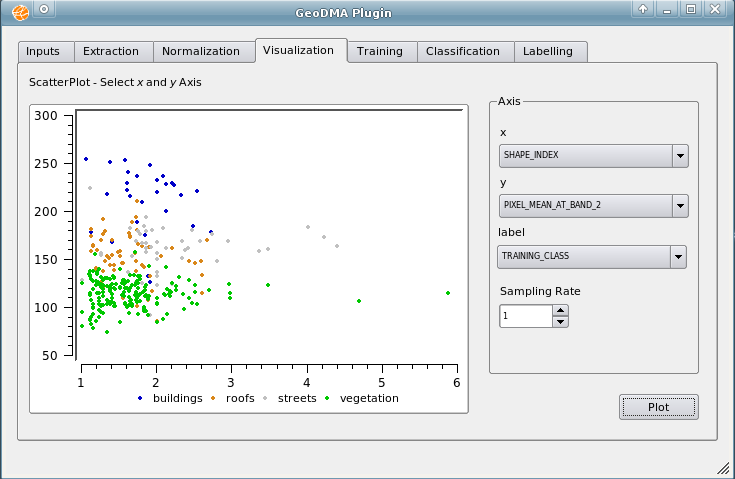 GeoDMA Plugin
Inputs Extraction Normalization Visualization Training Classification Labelling
ScatterPlot - Select x and y Axis
300
250
200
150
100
50
1 2 3 4 5 6
buildings roofs streets vegetation
Axis
x
SHAPE_INDEX
y
PIXEL_MEAN_AT_BAND_2
label
TRAINING_CLASS
Sampling Rate
1
Plot